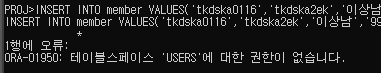 PROJ>INSERT INTO member VALUES('tkdska0116','tkdska2ek','이상남'
INSERT INTO member VALUES('tkdska0116','tkdska2ek','이상남','99
*
1행에 오류:
ORA-01950: 테이블스페이스 'USERS'에 대한 권한이 없습니다.